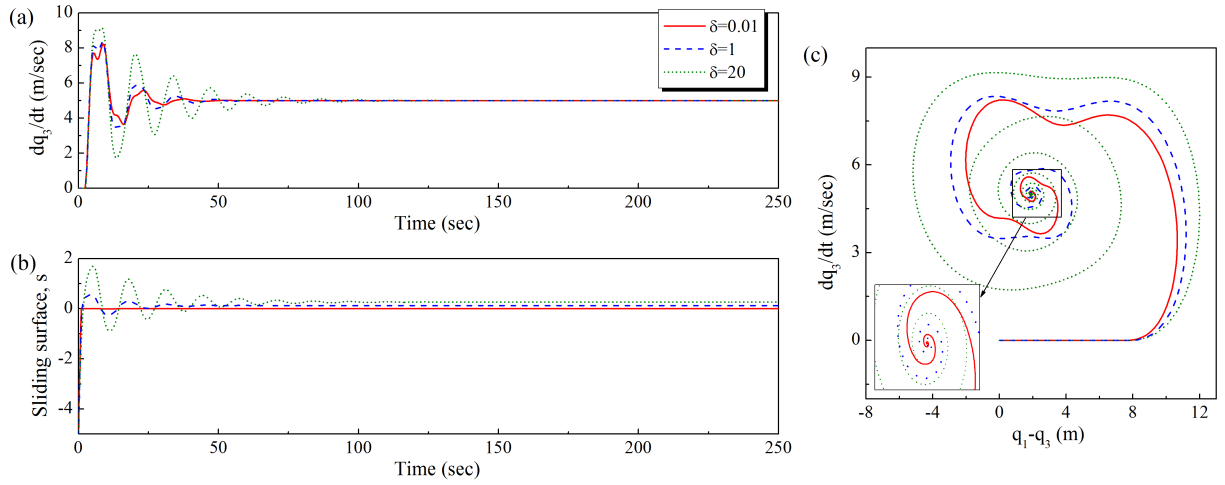 (a)
dq₃/dt (m/sec)
10
8
6
4
2
0
0 50 100 150 200 250
Time (sec)
δ=0.01
δ=1
δ=20
(b)
Sliding surface, s
2
0
-2
-4
0 50 100 150 200 250
Time (sec)
(c)
dq₃/dt (m/sec)
9
6
3
0
-8 -4 0 4 8 12
q₁-q₃ (m)